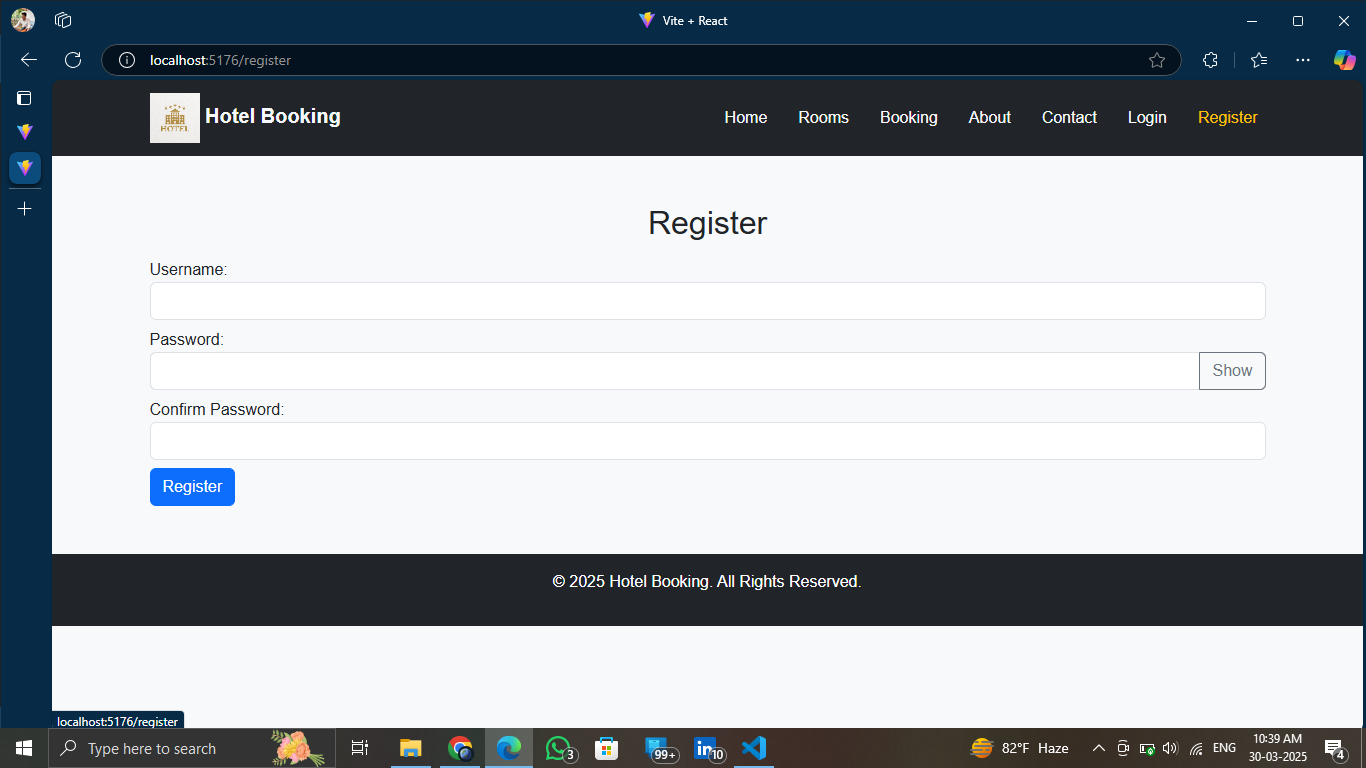 Vite + React
localhost:5176/register
HOTEL
Hotel Booking
Home Rooms Booking About Contact Login Register
Register
Username:
Password:
Show
Confirm Password:
Register
© 2025 Hotel Booking. All Rights Reserved.
localhost:5176/register
Type here to search
3
99+
in 10
82°F Haze
ENG
10:39 AM
30-03-2025
4